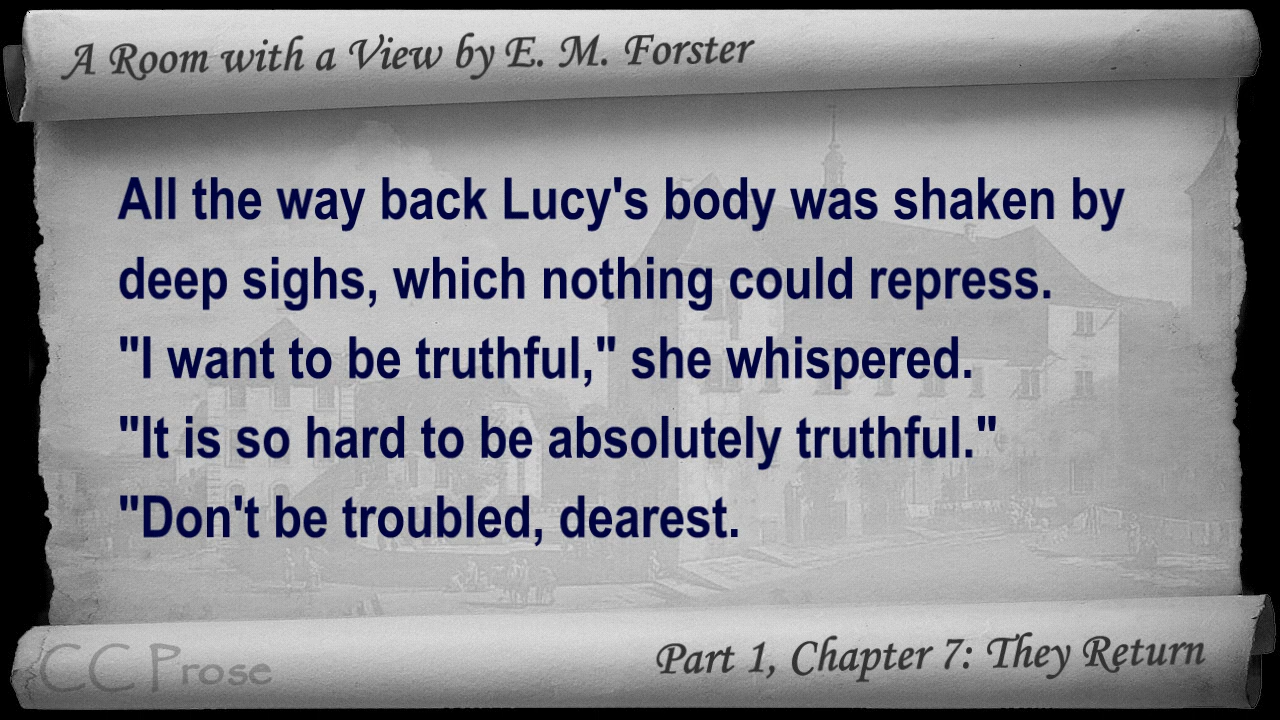 A Room with a View by E. M. Forster
All the way back Lucy's body was shaken by
deep sighs, which nothing could repress.
"I want to be truthful," she whispered.
"It is so hard to be absolutely truthful."
"Don't be troubled, dearest.
CC Prose
Part 1, Chapter 7: They Return